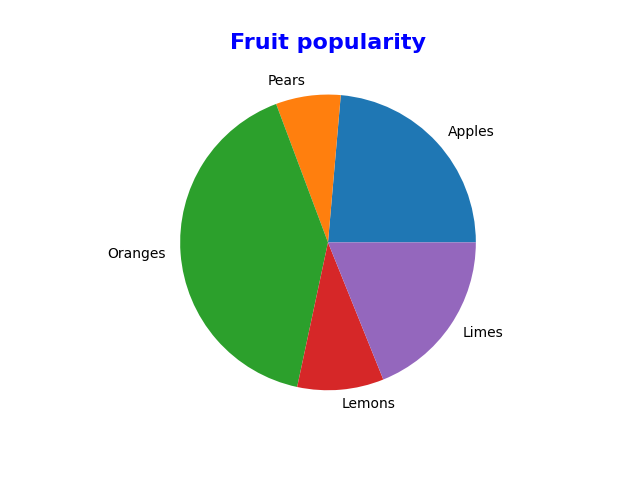 Fruit popularity
Pears
Apples
Oranges
Limes
Lemons